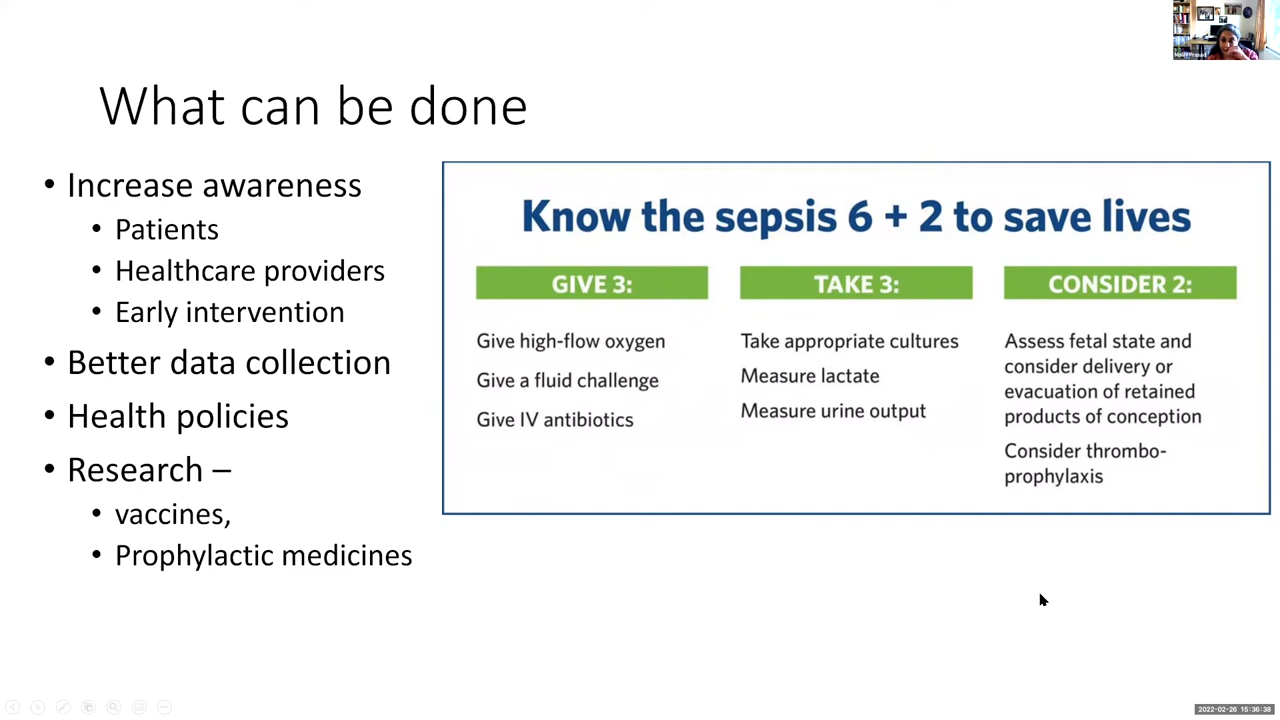 What can be done
• Increase awareness
• Patients
• Healthcare providers
• Early intervention
• Better data collection
• Health policies
• Research –
• vaccines,
• Prophylactic medicines
Know the sepsis 6 + 2 to save lives
GIVE 3:
Give high-flow oxygen
Give a fluid challenge
Give IV antibiotics
TAKE 3:
Take appropriate cultures
Measure lactate
Measure urine output
CONSIDER 2:
Assess fetal state and
consider delivery or
evacuation of retained
products of conception
Consider thrombo-
prophylaxis
2022-02-26 15:36:38